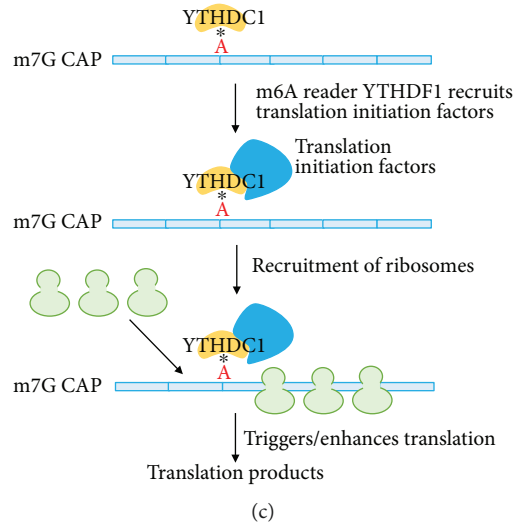 YTHDC1
*
A
m7G CAP
m6A reader YTHDF1 recruits
translation initiation factors
Translation
initiation factors
YTHDC1
*
A
m7G CAP
Recruitment of ribosomes
YTHDC1
*
A
m7G CAP
Triggers/enhances translation
Translation products
(c)